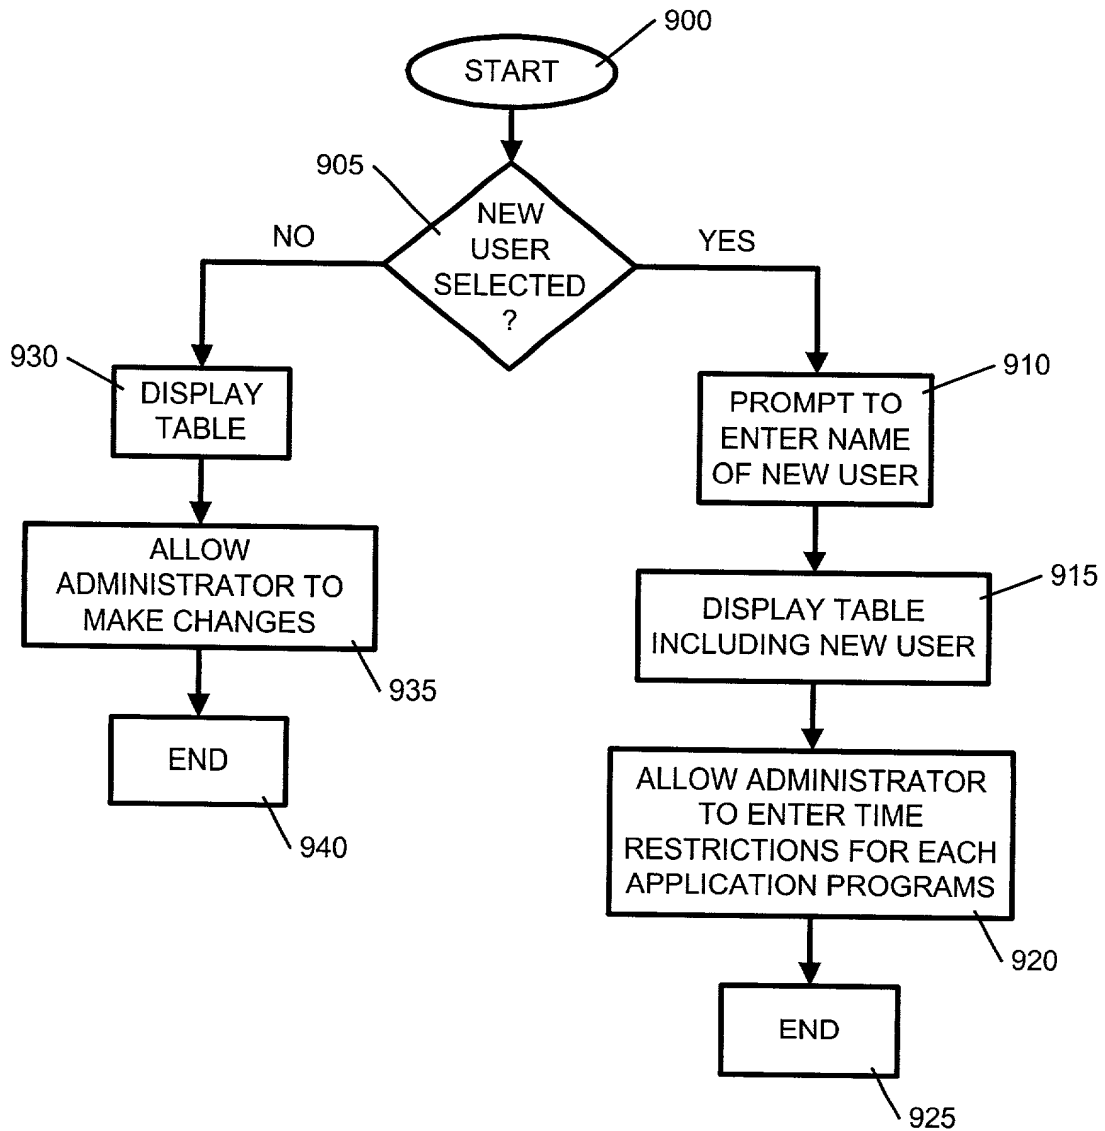 900
START
905
NEW
USER
SELECTED
?
NO
YES
930
DISPLAY
TABLE
910
PROMPT TO
ENTER NAME
OF NEW USER
ALLOW
ADMINISTRATOR TO
MAKE CHANGES
935
915
DISPLAY TABLE
INCLUDING NEW USER
END
940
ALLOW ADMINISTRATOR
TO ENTER TIME
RESTRICTIONS FOR EACH
APPLICATION PROGRAMS
920
END
925